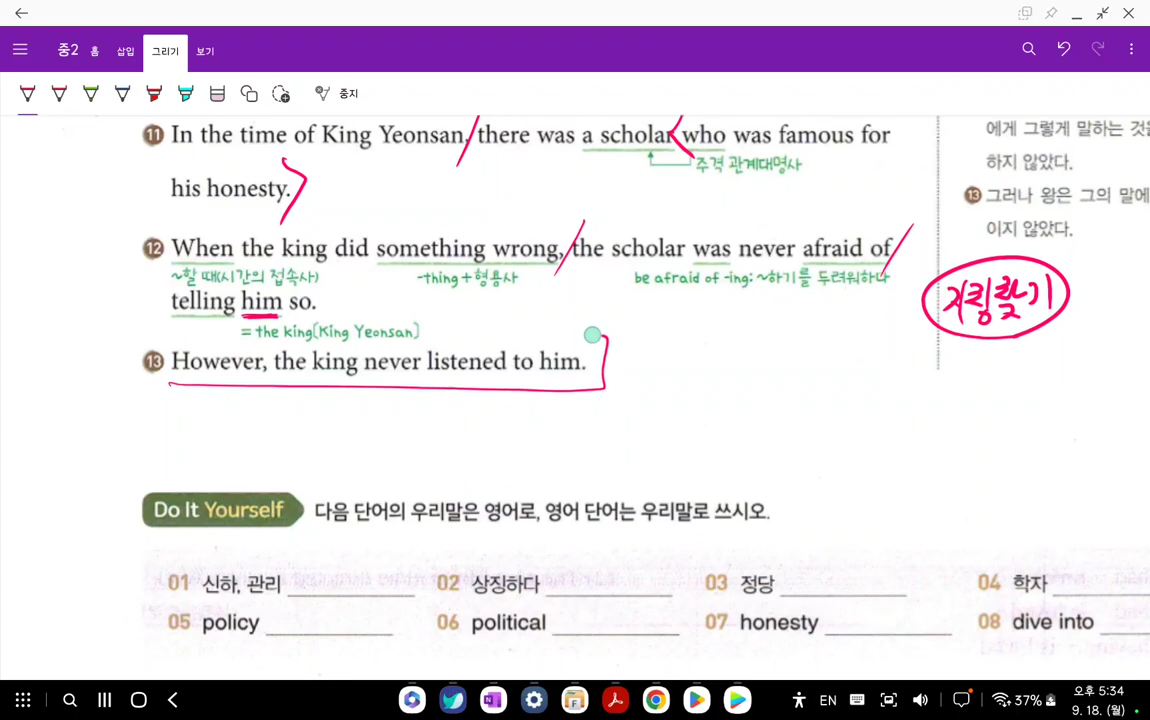 중2 홈 삽입 그리기 보기
중지
11 In the time of King Yeonsan, there was a scholar who was famous for
주격 관계대명사
his honesty.
12 When the king did something wrong, the scholar was never afraid of
~할 때(시간의 접속사) -thing+형용사 be afraid of -ing: ~하기를 두려워하다
telling him so.
= the king(King Yeonsan)
13 However, the king never listened to him.
에게 그렇게 말하는 것을
하지 않았다.
13 그러나 왕은 그의 말에
이지 않았다.
지칭찾기
Do It Yourself 다음 단어의 우리말은 영어로, 영어 단어는 우리말로 쓰시오.
01 신하, 관리 02 상징하다 03 정당 04 학자
05 policy 06 political 07 honesty 08 dive into
EN 37% 오후 5:34
9. 18. (월)